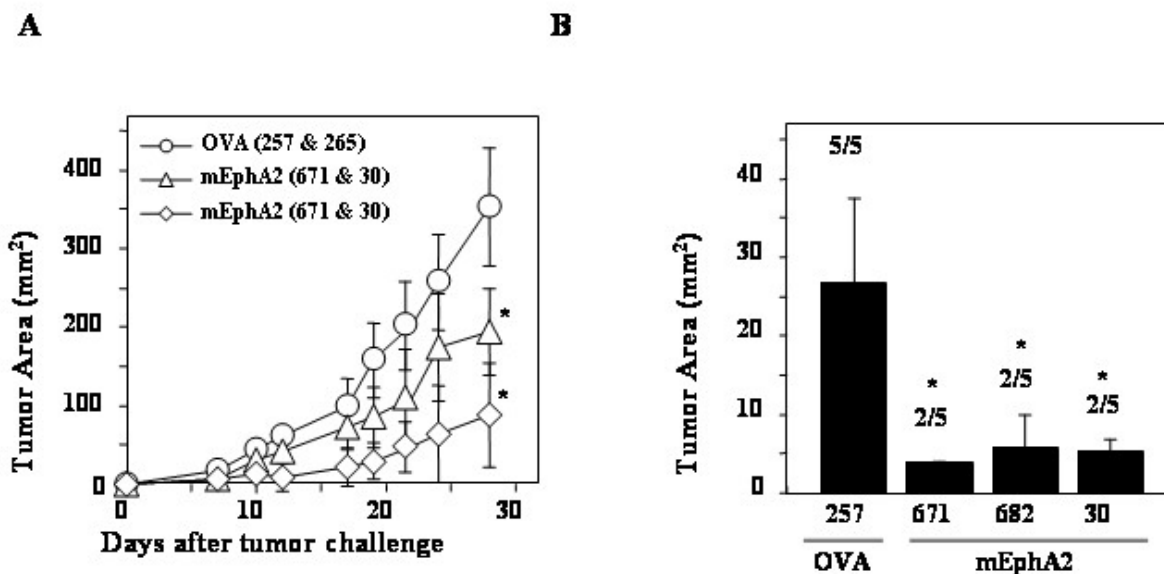 A
B
OVA (257 & 265)
mEphA2 (671 & 30)
mEphA2 (671 & 30)
Tumor Area (mm²)
400
300
200
100
0
0
10
20
30
Days after tumor challenge
*
*
Tumor Area (mm²)
40
30
20
10
0
5/5
*
2/5
*
2/5
*
2/5
257
671
682
30
OVA
mEphA2